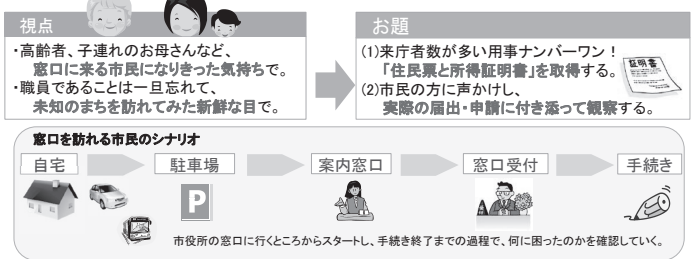 視点
・高齢者、子連れのお母さんなど、
窓口に来る市民になりきった気持ちで。
・職員であることは一旦忘れて、
未知のまちを訪れてみた新鮮な目で。
お題
(1)来庁者数が多い用事ナンバーワン！
「住民票と所得証明書」を取得する。
(2)市民の方に声かけし、
実際の届出・申請に付き添って観察する。
証明書
窓口を訪れる市民のシナリオ
自宅
駐車場
案内窓口
窓口受付
手続き
P
市役所の窓口に行くところからスタートし、手続き終了までの過程で、何に困ったのかを確認していく。